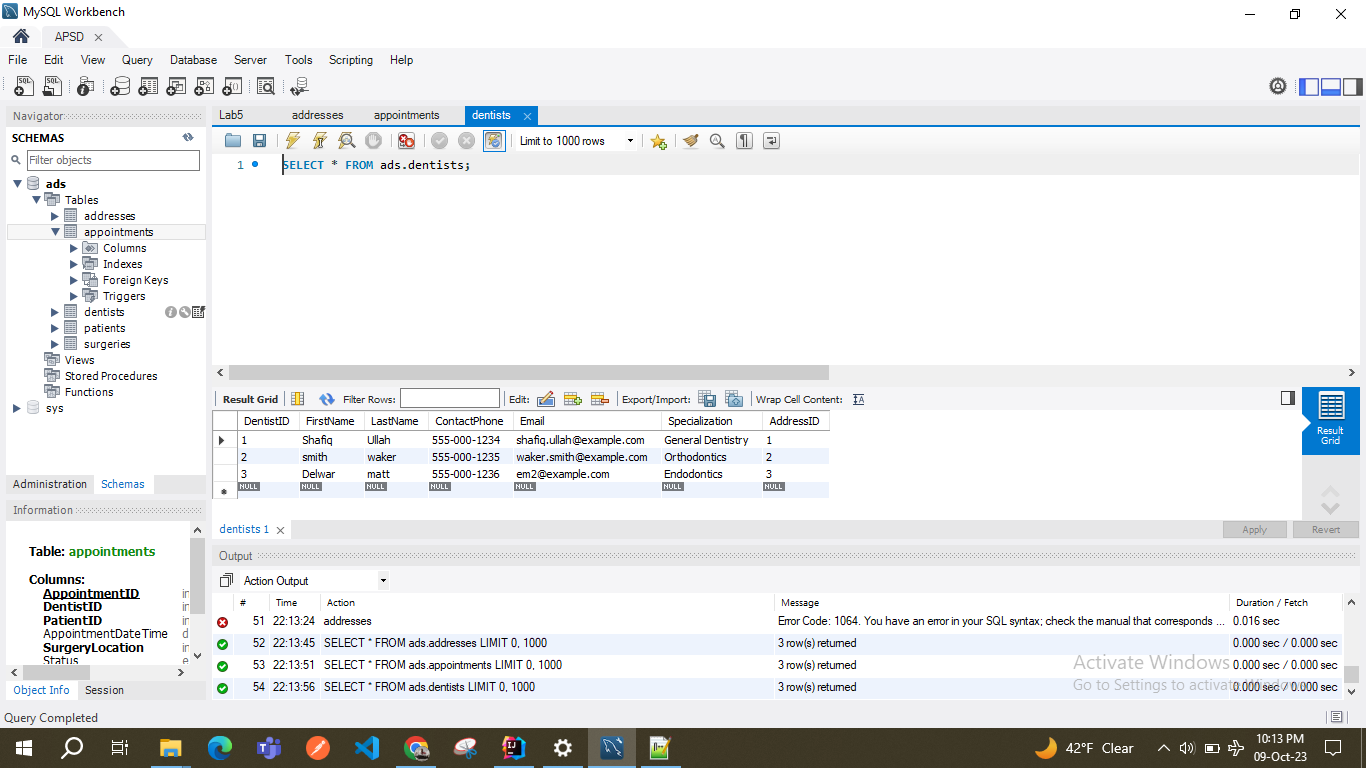 MySQL Workbench
APSD
File Edit View Query Database Server Tools Scripting Help
Navigator
SCHEMAS
Filter objects
ads
Tables
addresses
appointments
Columns
Indexes
Foreign Keys
Triggers
dentists
patients
surgeries
Views
Stored Procedures
Functions
sys
Administration Schemas
Information
Table: appointments
Columns:
AppointmentID in
DentistID in
PatientID in
AppointmentDateTime d
SurgeryLocation in
Status e
Object Info Session
Lab5 addresses appointments dentists
Limit to 1000 rows
1 SELECT * FROM ads.dentists;
Result Grid Filter Rows: Edit: Export/Import: Wrap Cell Content:
DentistID FirstName LastName ContactPhone Email Specialization AddressID
1 Shafiq Ullah 555-000-1234 shafiq.ullah@example.com General Dentistry 1
2 smith waker 555-000-1235 waker.smith@example.com Orthodontics 2
3 Delwar matt 555-000-1236 em2@example.com Endodontics 3
NULL NULL NULL NULL NULL NULL NULL
Result
Grid
dentists 1 Apply Revert
Output
Action Output
# Time Action Message Duration / Fetch
51 22:13:24 addresses Error Code: 1064. You have an error in your SQL syntax; check the manual that corresponds ... 0.016 sec
52 22:13:45 SELECT * FROM ads.addresses LIMIT 0, 1000 3 row(s) returned 0.000 sec / 0.000 sec
53 22:13:51 SELECT * FROM ads.appointments LIMIT 0, 1000 3 row(s) returned 0.000 sec / 0.000 sec
54 22:13:56 SELECT * FROM ads.dentists LIMIT 0, 1000 3 row(s) returned 0.000 sec / 0.000 sec
Activate Windows
Go to Settings to activate Windows.
Query Completed
42°F Clear
10:13 PM
09-Oct-23